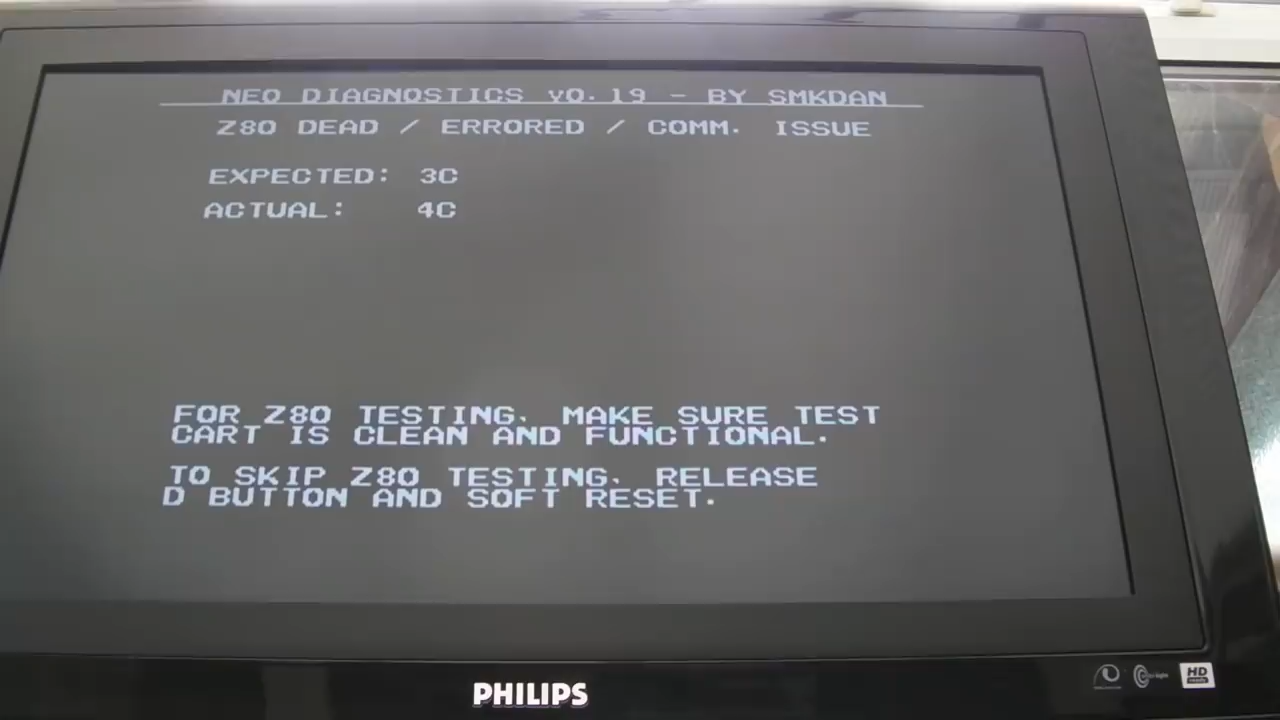 NEO DIAGNOSTICS v0.19 - BY SMKDAN
Z80 DEAD / ERRORED / COMM. ISSUE
EXPECTED: 3C
ACTUAL: 4C
FOR Z80 TESTING, MAKE SURE TEST
CART IS CLEAN AND FUNCTIONAL.
TO SKIP Z80 TESTING, RELEASE
D BUTTON AND SOFT RESET.
PHILIPS
HD
ready